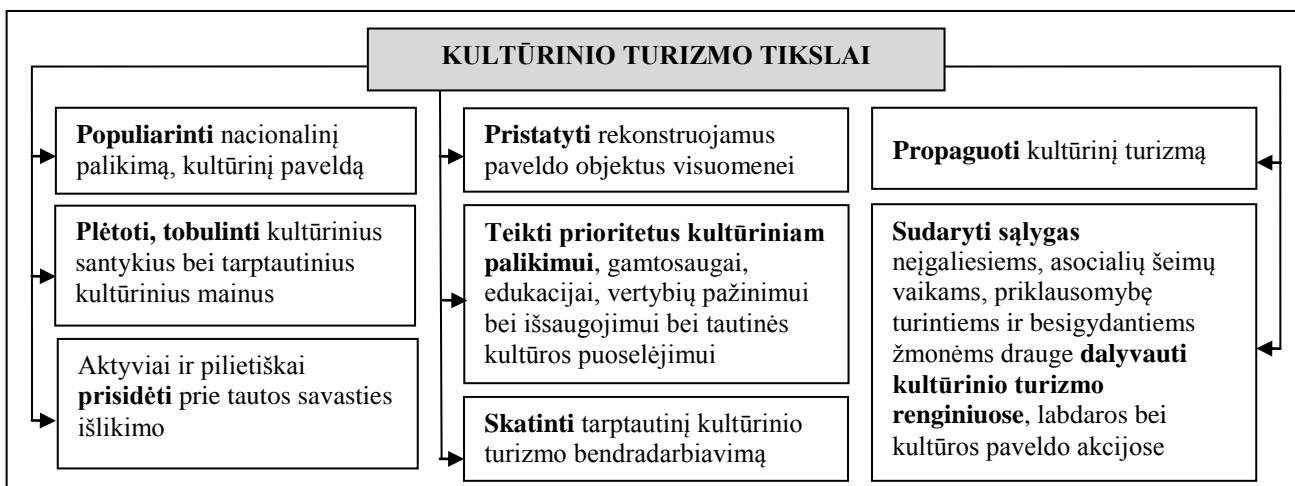 KULTŪRINIO TURIZMO TIKSLAI
Populiarinti nacionalinį
palikimą, kultūrinį paveldą
Plėtoti, tobulinti kultūrinius
santykius bei tarptautinius
kultūrinius mainus
Aktyviai ir pilietiškai
prisidėti prie tautos savasties
išlikimo
Pristatyti rekonstruojamus
paveldo objektus visuomenei
Teikti prioritetus kultūriniam
palikimui, gamtosaugai,
edukacijai, vertybių pažinimui
bei išsaugojimui bei tautinės
kultūros puoselėjimui
Skatinti tarptautinį kultūrinio
turizmo bendradarbiavimą
Propaguoti kultūrinį turizmą
Sudaryti sąlygas
neįgaliesiems, asocialių šeimų
vaikams, priklausomybę
turintiems ir besigydantiems
žmonėms drauge dalyvauti
kultūrinio turizmo
renginiuose, labdaros bei
kultūros paveldo akcijose